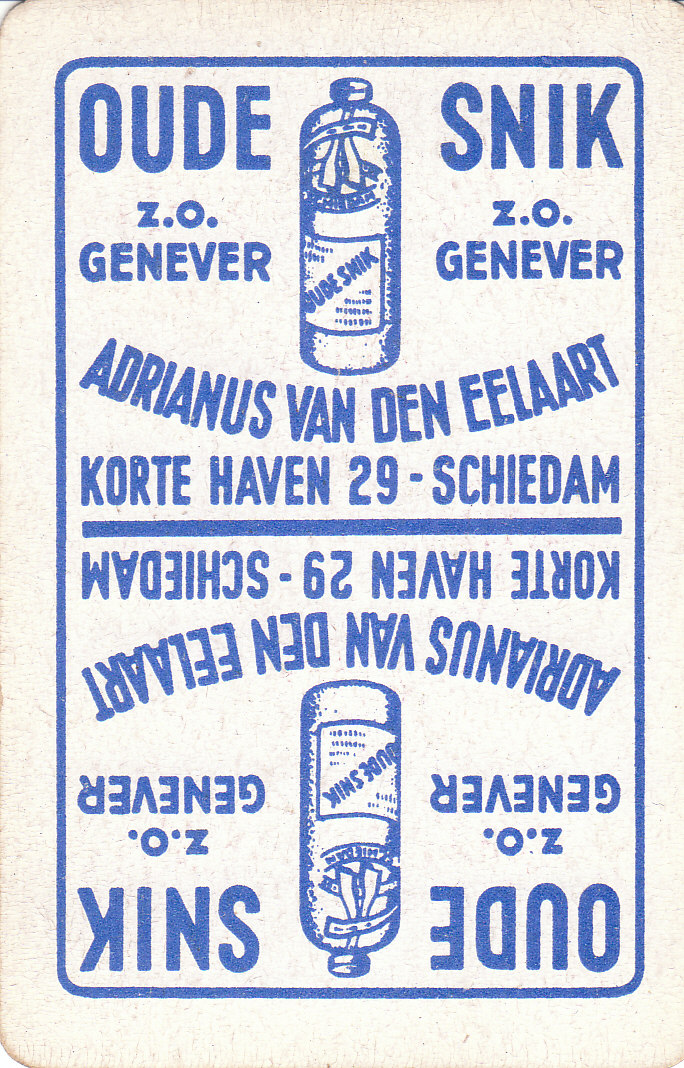 OUDE SNIK
z.o. z.o.
GENEVER GENEVER
OUDE SNIK
ADRIANUS VAN DEN EELAART
KORTE HAVEN 29 - SCHIEDAM
KORTE HAVEN 29 - SCHIEDAM
ADRIANUS VAN DEN EELAART
OUDE SNIK
GENEVER GENEVER
z.o. z.o.
SCHIEDAM
OUDE SNIK